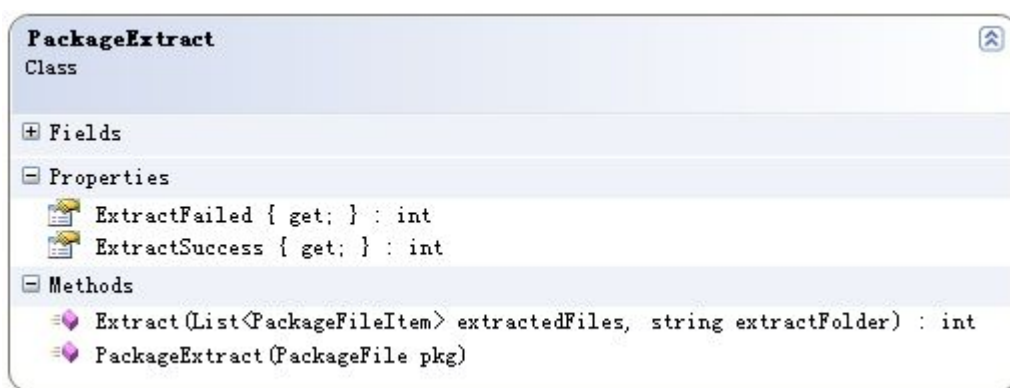 PackageExtract
Class
Fields
Properties
ExtractFailed { get; } : int
ExtractSuccess { get; } : int
Methods
Extract(List<PackageFileItem> extractedFiles, string extractFolder) : int
PackageExtract(PackageFile pkg)